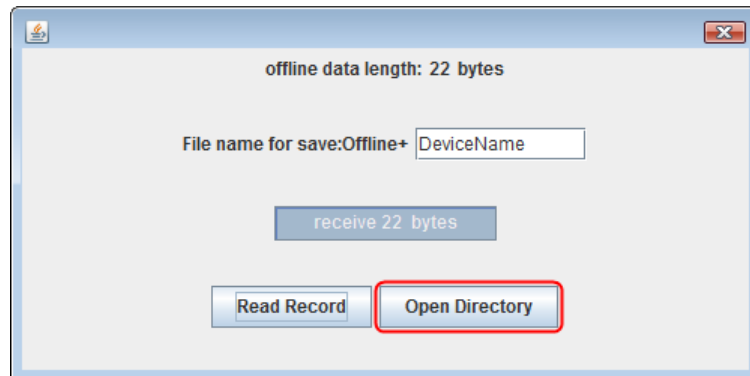 offline data length: 22 bytes
File name for save:Offline+ DeviceName
receive 22 bytes
Read Record Open Directory